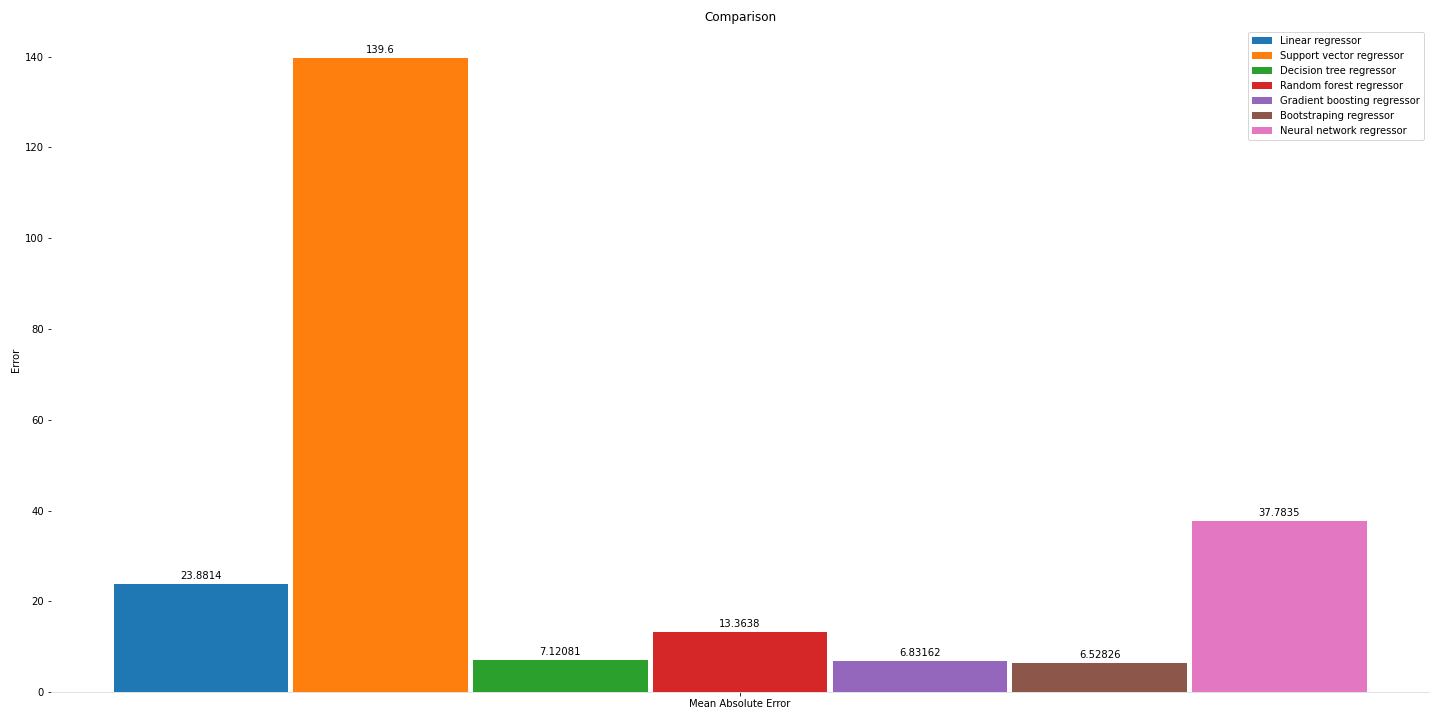 Comparison
Linear regressor
Support vector regressor
Decision tree regressor
Random forest regressor
Gradient boosting regressor
Bootstraping regressor
Neural network regressor
Error
140
120
100
80
60
40
20
0
23.8814
139.6
7.12081
13.3638
6.83162
6.52826
37.7835
Mean Absolute Error